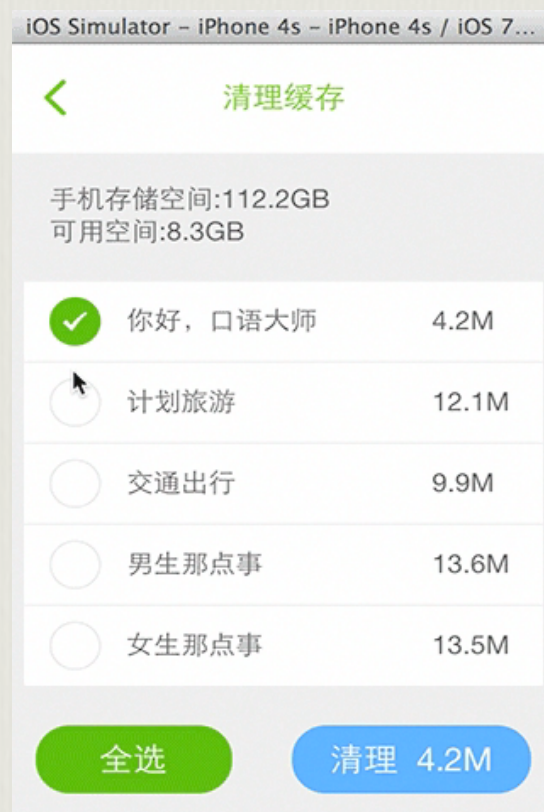 iOS Simulator – iPhone 4s – iPhone 4s / iOS 7...
清理缓存
手机存储空间:112.2GB
可用空间:8.3GB
你好，口语大师 4.2M
计划旅游 12.1M
交通出行 9.9M
男生那点事 13.6M
女生那点事 13.5M
全选 清理 4.2M